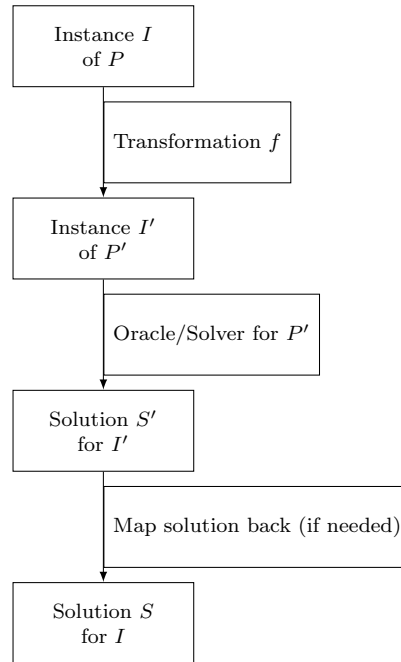 Instance I
of P
Transformation f
Instance I′
of P′
Oracle/Solver for P′
Solution S′
for I′
Map solution back (if needed)
Solution S
for I